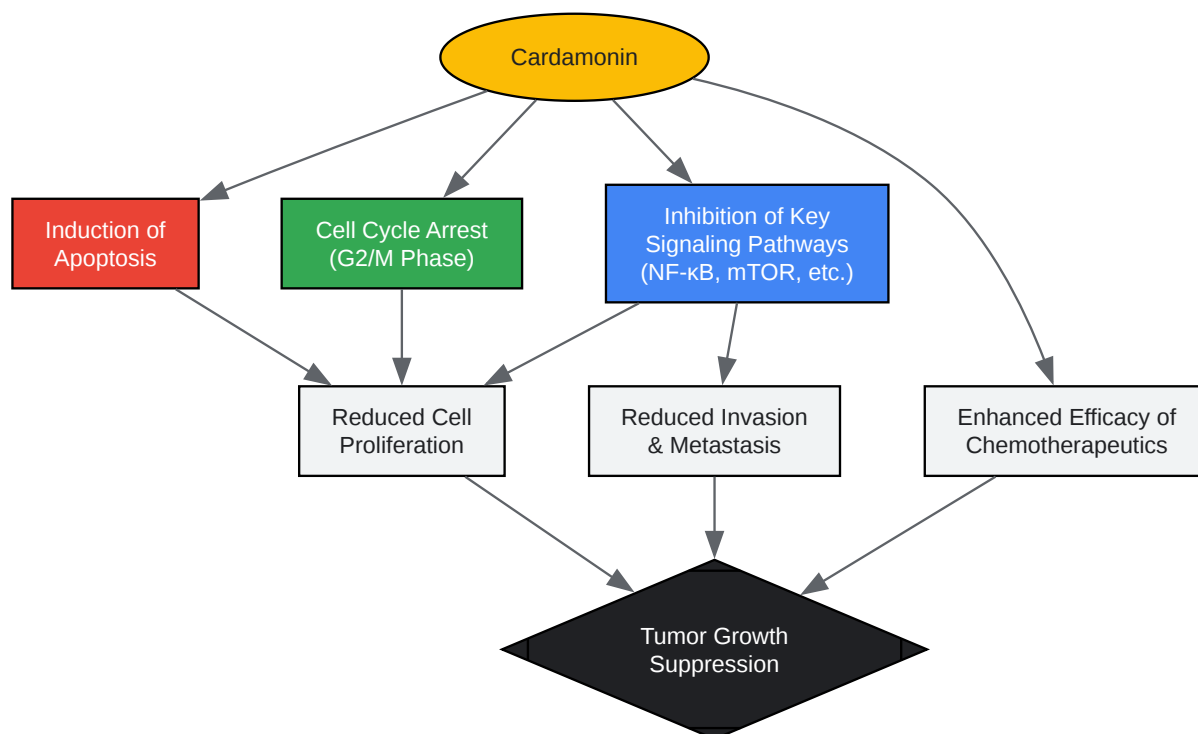 Cardamonin
Induction of
Apoptosis
Cell Cycle Arrest
(G2/M Phase)
Inhibition of Key
Signaling Pathways
(NF-κB, mTOR, etc.)
Reduced Cell
Proliferation
Reduced Invasion
& Metastasis
Enhanced Efficacy of
Chemotherapeutics
Tumor Growth
Suppression